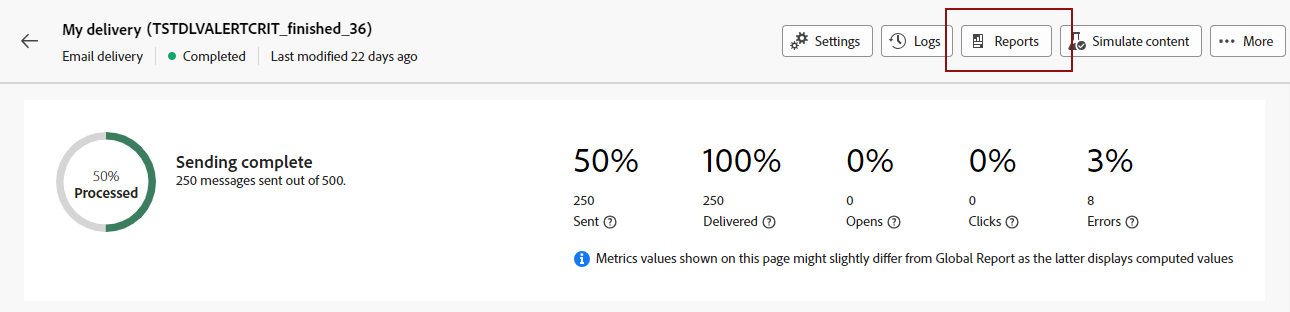 My delivery (TSTDLVALERTCRIT_finished_36)
Email delivery Completed Last modified 22 days ago
Settings Logs Reports Simulate content More
50%
Processed
Sending complete
250 messages sent out of 500.
50% 100% 0% 0% 3%
250 250 0 0 8
Sent Delivered Opens Clicks Errors
Metrics values shown on this page might slightly differ from Global Report as the latter displays computed values